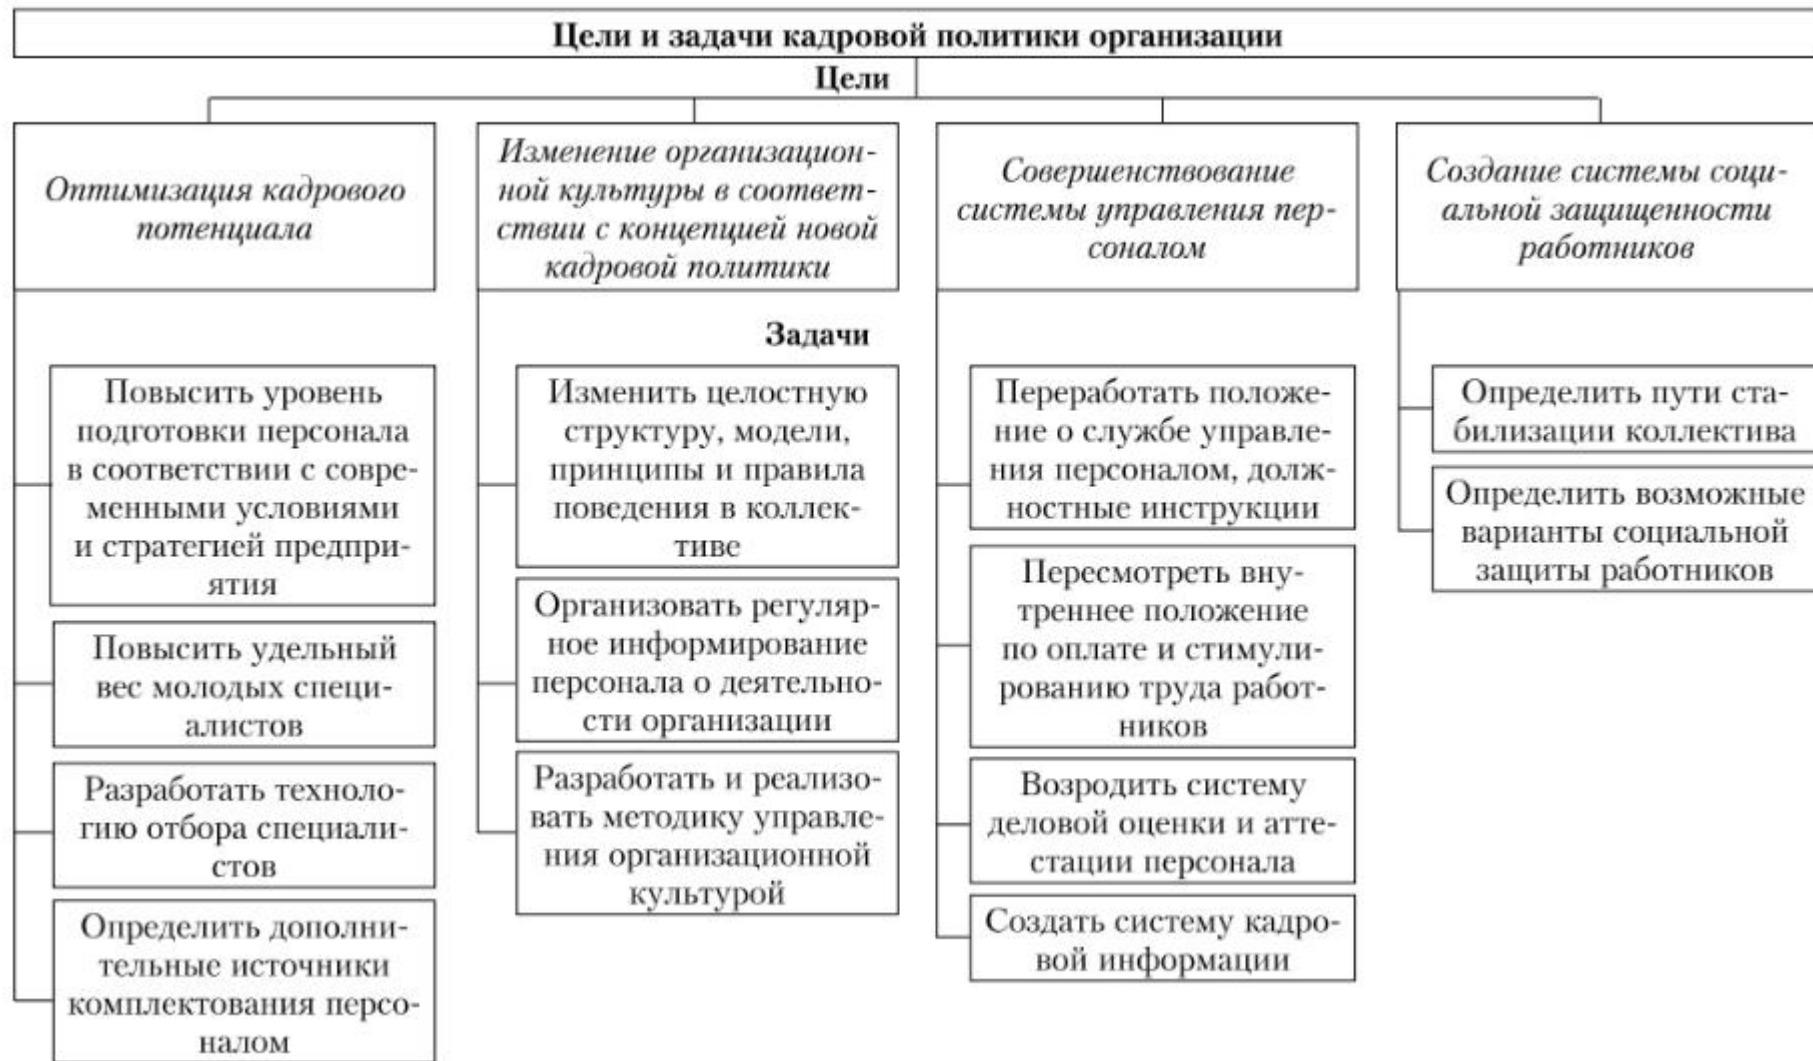 Цели и задачи кадровой политики организации
Цели
Оптимизация кадрового
потенциала
Изменение организацион-
ной культуры в соответ-
ствии с концепцией новой
кадровой политики
Совершенствование
системы управления пер-
соналом
Создание системы соци-
альной защищенности
работников
Задачи
Повысить уровень
подготовки персонала
в соответствии с совре-
менными условиями
и стратегией предпри-
ятия
Повысить удельный
вес молодых специ-
алистов
Разработать техноло-
гию отбора специали-
стов
Определить дополни-
тельные источники
комплектования персо-
налом
Изменить целостную
структуру, модели,
принципы и правила
поведения в коллек-
тиве
Организовать регуляр-
ное информирование
персонала о деятельно-
сти организации
Разработать и реализо-
вать методику управле-
ния организационной
культурой
Переработать положе-
ние о службе управле-
ния персоналом, долж-
ностные инструкции
Пересмотреть вну-
треннее положение
по оплате и стимули-
рованию труда работ-
ников
Возродить систему
деловой оценки и атте-
стации персонала
Создать систему кадро-
вой информации
Определить пути ста-
билизации коллектива
Определить возможные
варианты социальной
защиты работников